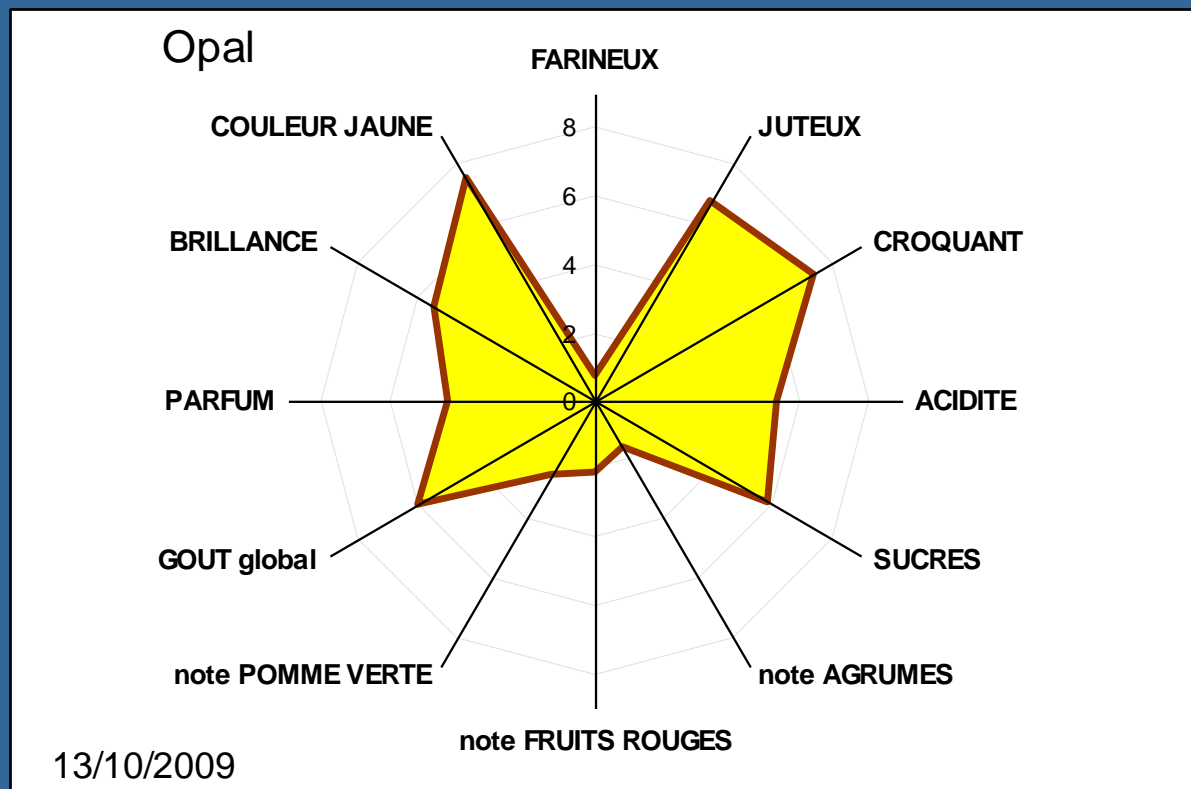 Opal
FARINEUX
COULEUR JAUNE
JUTEUX
8
6
4
2
0
BRILLANCE
CROQUANT
PARFUM
ACIDITE
GOUT global
SUCRES
note POMME VERTE
note AGRUMES
note FRUITS ROUGES
13/10/2009